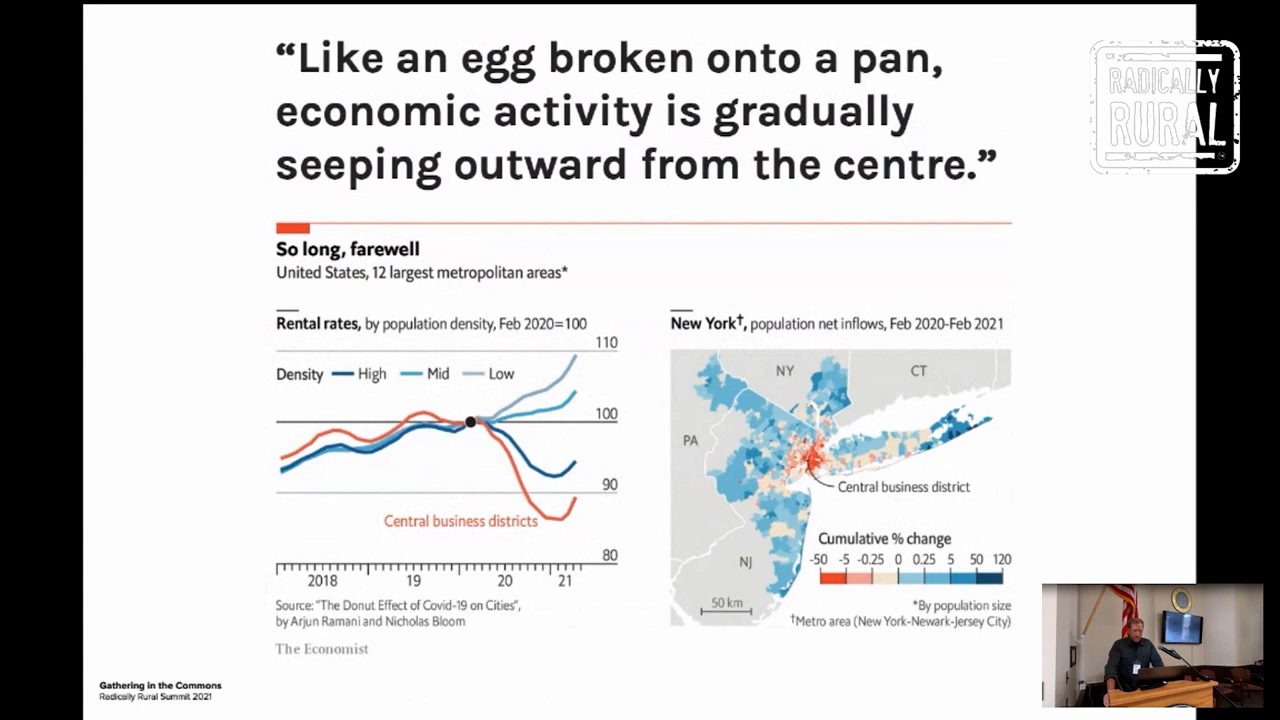 “Like an egg broken onto a pan,
economic activity is gradually
seeping outward from the centre.”
RADICALLY
RURAL
So long, farewell
United States, 12 largest metropolitan areas*
Rental rates, by population density, Feb 2020=100
110
Density High Mid Low
100
90
Central business districts
80
2018 19 20 21
Source: “The Donut Effect of Covid-19 on Cities”,
by Arjun Ramani and Nicholas Bloom
The Economist
New York†, population net inflows, Feb 2020-Feb 2021
NY
CT
PA
Central business district
NJ
Cumulative % change
-50 -5 -0.25 0 0.25 5 50 120
50 km
*By population size
†Metro area (New York-Newark-Jersey City)
Gathering in the Commons
Radically Rural Summit 2021